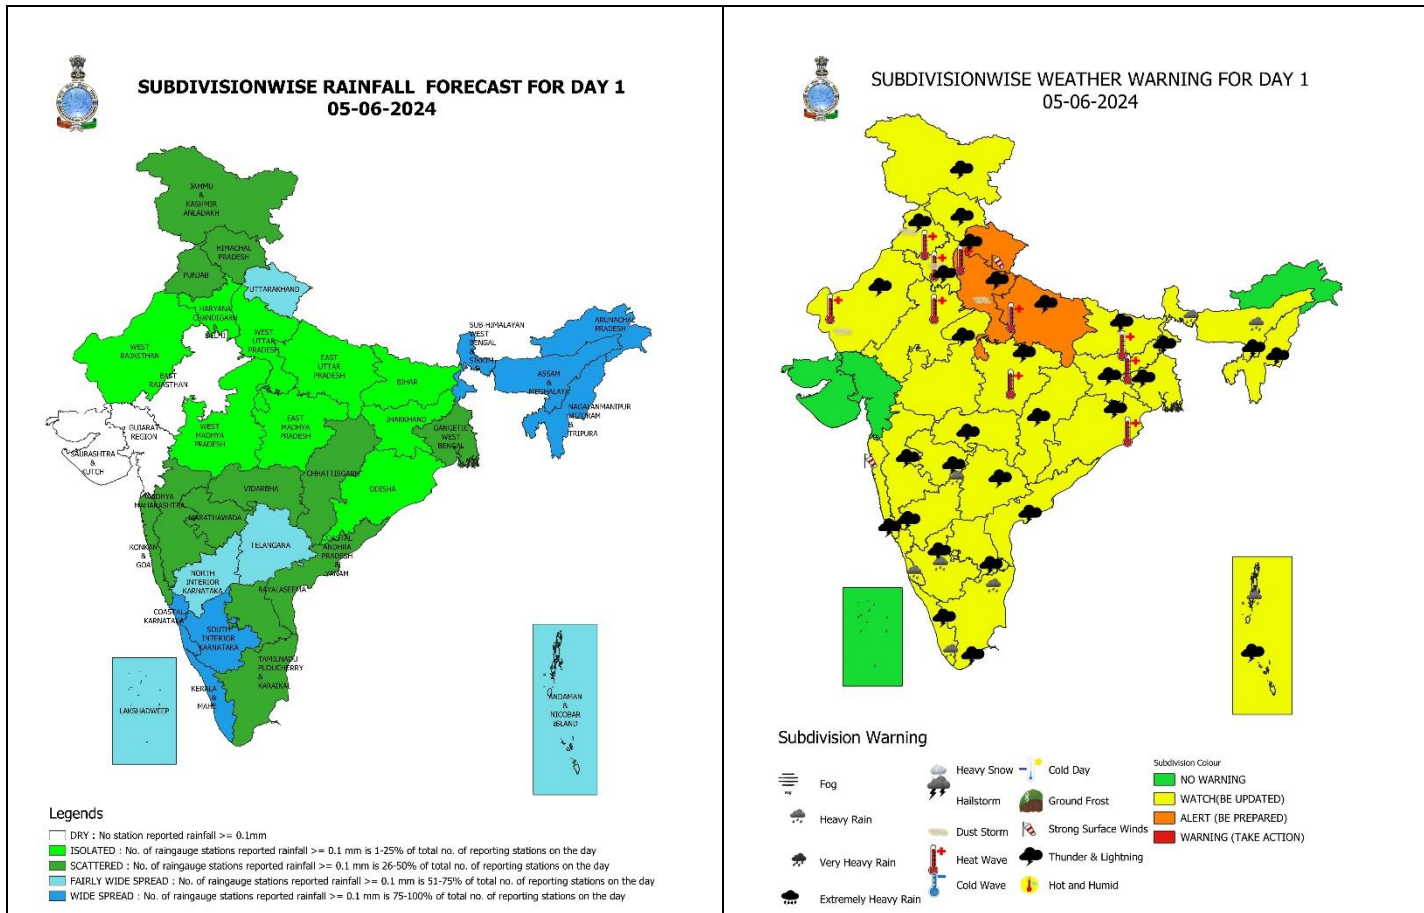 SUBDIVISIONWISE RAINFALL FORECAST FOR DAY 1
05-06-2024
JAMMU
&
KASHMIR
ANLADAKH
HIMACHAL
PRADESH
PUNJAB
UTTARAKHAND
HARYANA
CHANDIGARH &
DELHI
WEST
RAJASTHAN
WEST
UTTAR
PRADESH
EAST
RAJASTHAN
EAST
UTTAR
PRADESH
BIHAR
SUB-HIMALAYAN
WEST
BENGAL
&
SIKKIM
ARUNACHAL
PRADESH
ASSAM
&
MEGHALAYA
NAGALANMANIPUR
MIZORAM
&
TRIPURA
GUJARAT
REGION
SAURASHTRA
&
KUTCH
WEST
MADHYA
PRADESH
EAST
MADHYA
PRADESH
JHARKHAND
GANGETIC
WEST
BENGAL
CHHATTISGARH
ODISHA
VIDARBHA
MADHYA
MAHARASHTRA
MARATHAWADA
KONKAN
&
GOA
TELANGANA
COASTAL
ANDHRA
PRADESH
&
YANAM
NORTH
INTERIOR
KARNATAKA
RAYALASEEMA
COASTAL
KARNATAKA
SOUTH
INTERIOR
KARNATAKA
TAMILNADU
PUDUCHERRY
&
KARAIKAL
KERALA
&
MAHE
LAKSHADWEEP
ANDAMAN
&
NICOBAR
ISLAND
Legends
DRY : No station reported rainfall >= 0.1mm
ISOLATED : No. of raingauge stations reported rainfall >= 0.1 mm is 1-25% of total no. of reporting stations on the day
SCATTERED : No. of raingauge stations reported rainfall >= 0.1 mm is 26-50% of total no. of reporting stations on the day
FAIRLY WIDE SPREAD : No. of raingauge stations reported rainfall >= 0.1 mm is 51-75% of total no. of reporting stations on the day
WIDE SPREAD : No. of raingauge stations reported rainfall >= 0.1 mm is 75-100% of total no. of reporting stations on the day
SUBDIVISIONWISE WEATHER WARNING FOR DAY 1
05-06-2024
Subdivision Warning
Fog
Heavy Rain
Very Heavy Rain
Extremely Heavy Rain
Heavy Snow
Hailstorm
Dust Storm
Heat Wave
Cold Wave
Cold Day
Ground Frost
Strong Surface Winds
Thunder & Lightning
Hot and Humid
Subdivision Colour
NO WARNING
WATCH(BE UPDATED)
ALERT (BE PREPARED)
WARNING (TAKE ACTION)